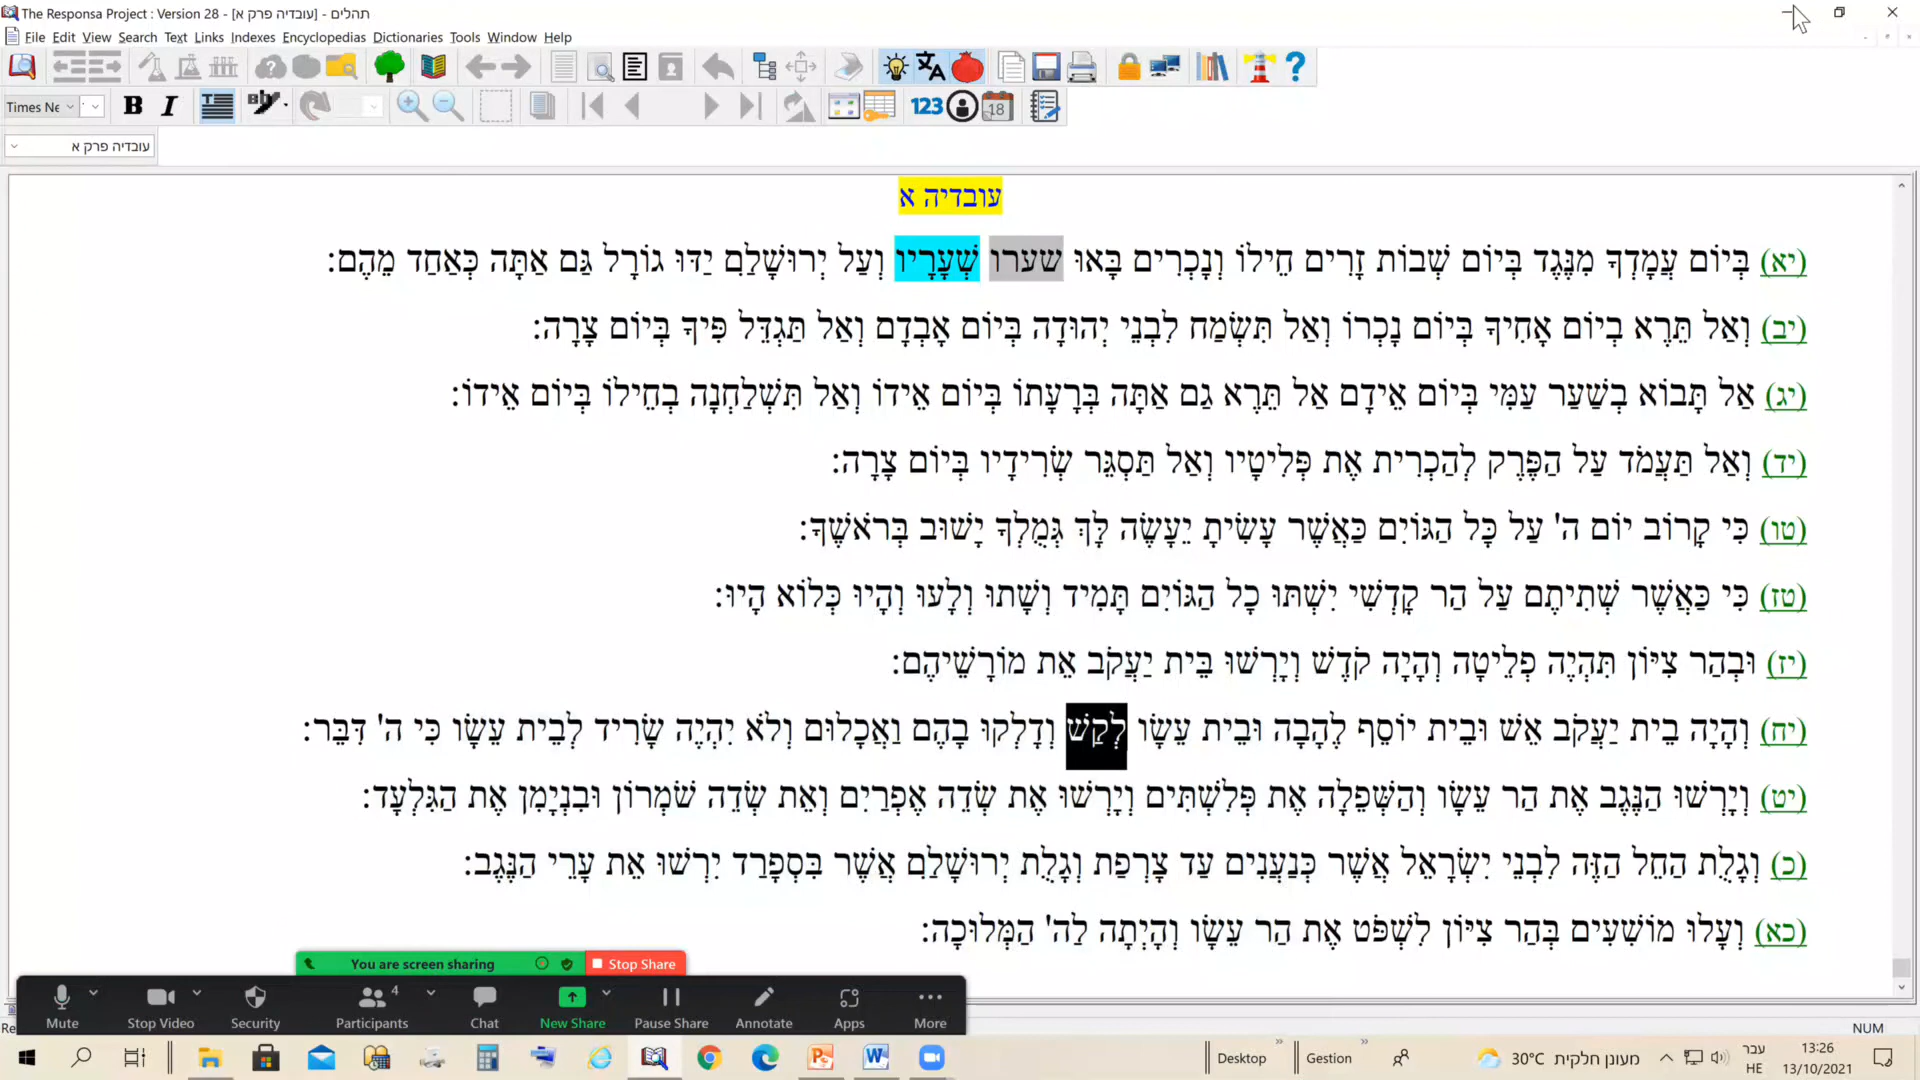 The Responsa Project : Version 28 - [עובדיה פרק א] - תהלים
File Edit View Search Text Links Indexes Encyclopedias Dictionaries Tools Window Help
Times Ne B I 123 18
עובדיה פרק א
עובדיה א
(יא) בְּיוֹם עֲמָדְךָ מִנֶּגֶד בְּיוֹם שְׁבוֹת זָרִים חֵילוֹ וְנָכְרִים בָּאוּ שערו שְׁעָרָיו וְעַל יְרוּשָׁלִַם יַדּוּ גוֹרָל גַּם אַתָּה כְּאַחַד מֵהֶם:
(יב) וְאַל תֵּרֶא בְיוֹם אָחִיךָ בְּיוֹם נָכְרוֹ וְאַל תִּשְׂמַח לִבְנֵי יְהוּדָה בְּיוֹם אָבְדָם וְאַל תַּגְדֵּל פִּיךָ בְּיוֹם צָרָה:
(יג) אַל תָּבוֹא בְשַׁעַר עַמִּי בְּיוֹם אֵידָם אַל תֵּרֶא גַם אַתָּה בְּרָעָתוֹ בְּיוֹם אֵידוֹ וְאַל תִּשְׁלַחְנָה בְחֵילוֹ בְּיוֹם אֵידוֹ:
(יד) וְאַל תַּעֲמֹד עַל הַפֶּרֶק לְהַכְרִית אֶת פְּלִיטָיו וְאַל תַּסְגֵּר שְׂרִידָיו בְּיוֹם צָרָה:
(טו) כִּי קָרוֹב יוֹם ה' עַל כָּל הַגּוֹיִם כַּאֲשֶׁר עָשִׂיתָ יֵעָשֶׂה לָּךְ גְּמֻלְךָ יָשׁוּב בְּרֹאשֶׁךָ:
(טז) כִּי כַּאֲשֶׁר שְׁתִיתֶם עַל הַר קָדְשִׁי יִשְׁתּוּ כָל הַגּוֹיִם תָּמִיד וְשָׁתוּ וְלָעוּ וְהָיוּ כְּלוֹא הָיוּ:
(יז) וּבְהַר צִיּוֹן תִּהְיֶה פְלֵיטָה וְהָיָה קֹדֶשׁ וְיָרְשׁוּ בֵּית יַעֲקֹב אֵת מוֹרָשֵׁיהֶם:
(יח) וְהָיָה בֵית יַעֲקֹב אֵשׁ וּבֵית יוֹסֵף לֶהָבָה וּבֵית עֵשָׂו לְקַשׁ וְדָלְקוּ בָהֶם וַאֲכָלוּם וְלֹא יִהְיֶה שָׂרִיד לְבֵית עֵשָׂו כִּי ה' דִּבֵּר:
(יט) וְיָרְשׁוּ הַנֶּגֶב אֶת הַר עֵשָׂו וְהַשְּׁפֵלָה אֶת פְּלִשְׁתִּים וְיָרְשׁוּ אֶת שְׂדֵה אֶפְרַיִם וְאֵת שְׂדֵה שֹׁמְרוֹן וּבִנְיָמִן אֶת הַגִּלְעָד:
(כ) וְגָלֻת הַחֵל הַזֶּה לִבְנֵי יִשְׂרָאֵל אֲשֶׁר כְּנַעֲנִים עַד צָרְפַת וְגָלֻת יְרוּשָׁלִַם אֲשֶׁר בִּסְפָרַד יִרְשׁוּ אֵת עָרֵי הַנֶּגֶב:
(כא) וְעָלוּ מוֹשִׁעִים בְּהַר צִיּוֹן לִשְׁפֹּט אֶת הַר עֵשָׂו וְהָיְתָה לַה' הַמְּלוּכָה:
You are screen sharing Stop Share
4
Mute Stop Video Security Participants Chat New Share Pause Share Annotate Apps More
Re NUM
Desktop Gestion 30°C מעונן חלקית עבר HE 13:26 13/10/2021